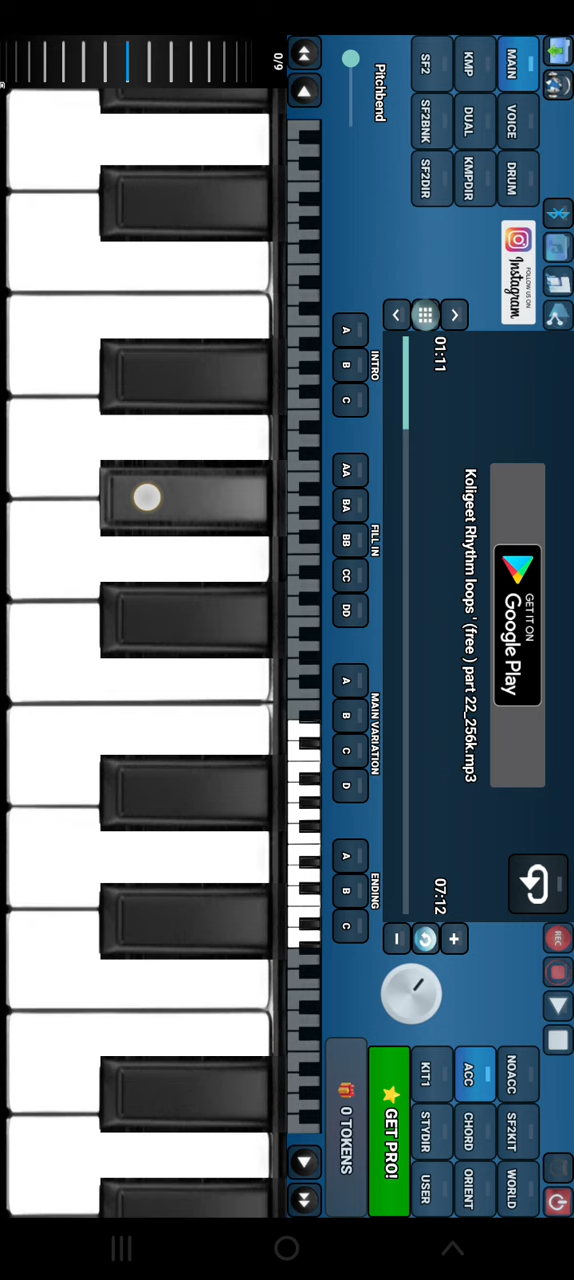 MAIN VOICE DRUM
KMP DUAL KMPDIR
SF2 SF2BNK SF2DIR
Pitchbend
0/9
FOLLOW US ON
Instagram
GET IT ON
Google Play
Koligeet Rhythm loops ' (free ) part 22_256k.mp3
01:11 07:12
INTRO FILL IN MAIN VARIATION ENDING
A B C AA BA BB CC DD A B C D A B C
+
−
REC
NOACC SF2KIT WORLD
ACC CHORD ORIENT
KIT1 STYDIR USER
GET PRO!
0 TOKENS